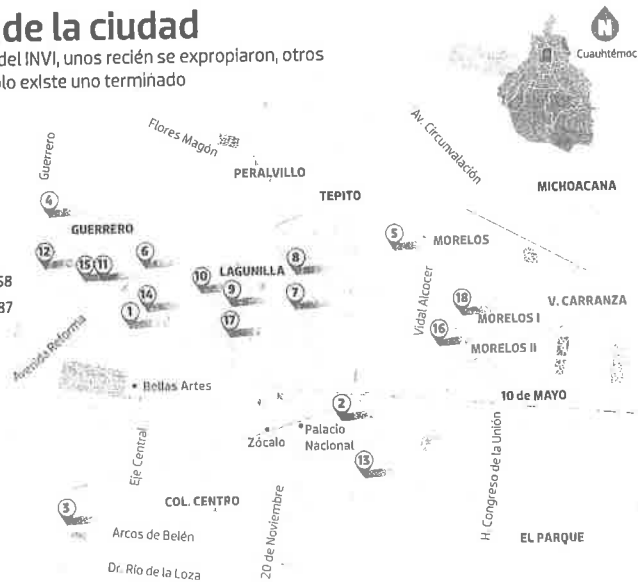 de la ciudad
del INVI, unos recién se expropiaron, otros
lo existe uno terminado
N
Cuauhtémoc
Guerrero
Flores Magón
PERALVILLO
Av. Circunvalación
TEPITO
MICHOACANA
4
GUERRERO
5
MORELOS
12
15
11
6
10
LAGUNILLA
8
58
87
14
1
9
7
17
Vidal Alcocer
18
MORELOS I
V. CARRANZA
16
MORELOS II
Avenida Reforma
Bellas Artes
10 de MAYO
2
Zócalo
Palacio
Nacional
13
Eje Central
H. Congreso de la Unión
3
COL. CENTRO
20 de Noviembre
Arcos de Belén
EL PARQUE
Dr. Río de la Loza